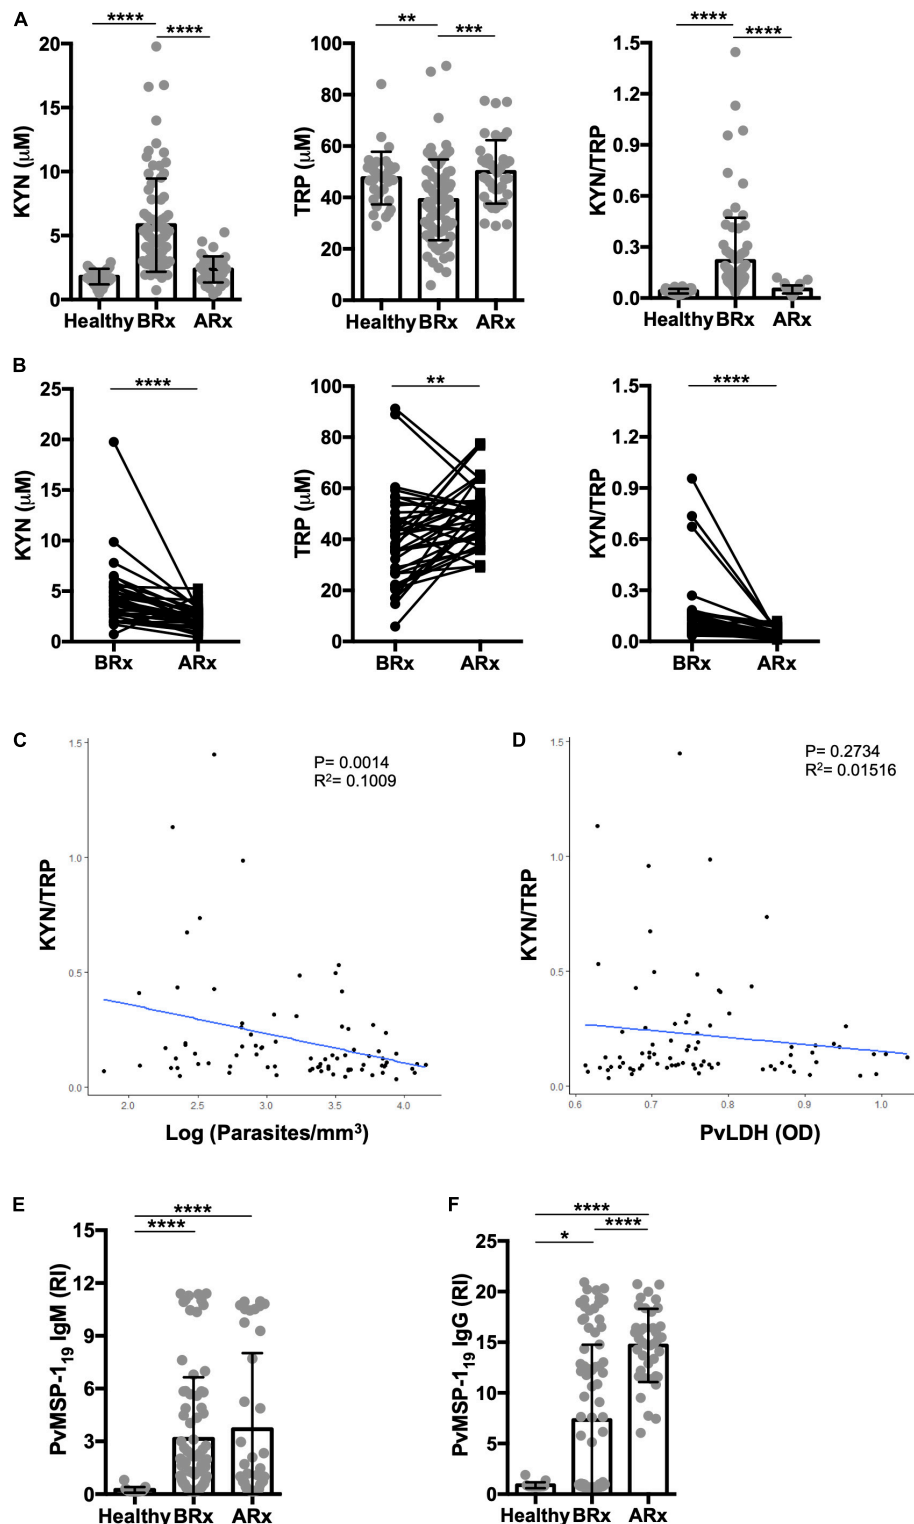 A
**** ****
KYN (μM)
20
15
10
5
0
Healthy BRx ARx
** ***
TRP (μM)
100
80
60
40
20
0
Healthy BRx ARx
**** ****
KYN/TRP
1.5
1.2
0.9
0.6
0.3
0.0
Healthy BRx ARx
B
****
KYN (μM)
25
20
15
10
5
0
BRx ARx
**
TRP (μM)
100
80
60
40
20
0
BRx ARx
****
KYN/TRP
1.5
1.2
0.9
0.6
0.3
0.0
BRx ARx
C
P= 0.0014
R²= 0.1009
KYN/TRP
1.5
1.0
0.5
0.0
2.0 2.5 3.0 3.5 4.0
Log (Parasites/mm³)
D
P= 0.2734
R²= 0.01516
KYN/TRP
1.5
1.0
0.5
0.0
0.6 0.7 0.8 0.9 1.0
PvLDH (OD)
E
****
****
PvMSP-1₁₉ IgM (RI)
15
12
9
6
3
0
Healthy BRx ARx
F
****
* ****
PvMSP-1₁₉ IgG (RI)
25
20
15
10
5
0
Healthy BRx ARx